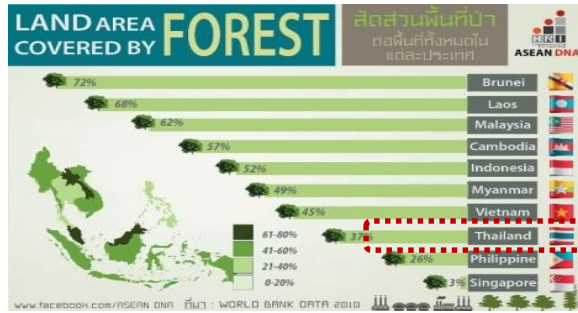 LAND AREA
COVERED BY FOREST
สัดส่วนพื้นที่ป่า
ต่อพื้นที่ทั้งหมดใน
แต่ละประเทศ
HRI
ASEAN DNA
72% Brunei
68% Laos
62% Malaysia
57% Cambodia
52% Indonesia
49% Myanmar
45% Vietnam
37% Thailand
26% Philippine
3% Singapore
61-80%
41-60%
21-40%
0-20%
www.facebook.com/ASEAN DNA ที่มา : WORLD BANK DATA 2010